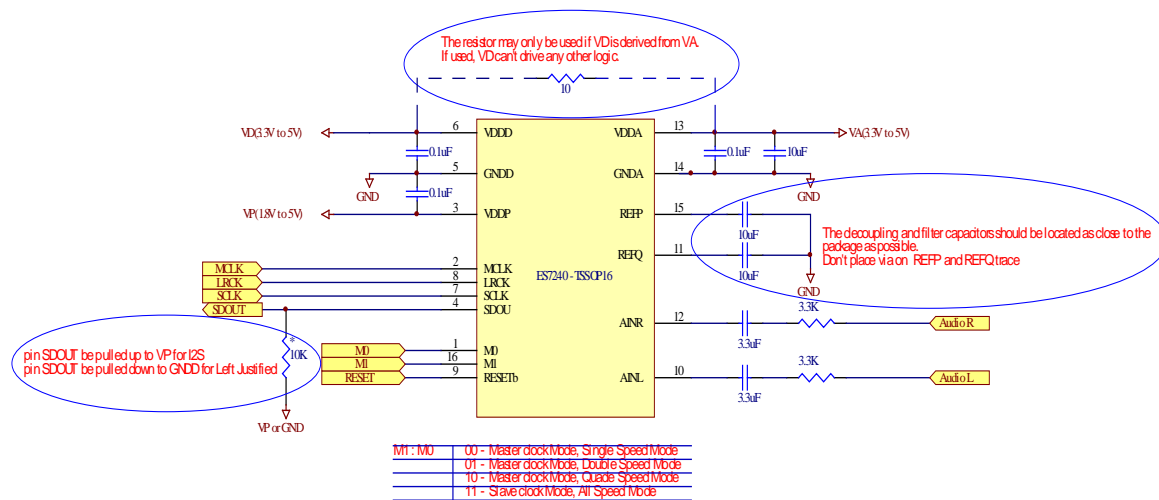 The resistor may only be used if VD is derived from VA.
If used, VD can't drive any other logic.
10
VD(3.3V to 5V)
6
VDDD
VDDA
13
VA(3.3V to 5V)
0.1uF
0.1uF
10uF
5
GNDD
GNDA
14
GND
GND
0.1uF
VP(1.8V to 5V)
3
VDDP
REFP
15
10uF
The decoupling and filter capacitors should be located as close to the
package as possible.
Don't place via on REFP and REFQ trace
REFQ
11
10uF
GND
ES7240 - TSSOP16
MCLK
2
MCLK
LRCK
8
LRCK
SCLK
7
SCLK
SDOUT
4
SDOU
AINR
12
3.3uF
3.3K
Audio R
pin SDOUT be pulled up to VP for I2S
pin SDOUT be pulled down to GNDD for Left Justified
*
10K
VP or GND
M0
1
M0
M1
16
M1
RESET
9
RESETb
AINL
10
3.3uF
3.3K
Audio L
M1 : M0 00 - Master clock Mode, Single Speed Mode
01 - Master clock Mode, Double Speed Mode
10 - Master clock Mode, Quade Speed Mode
11 - Slave clock Mode, All Speed Mode